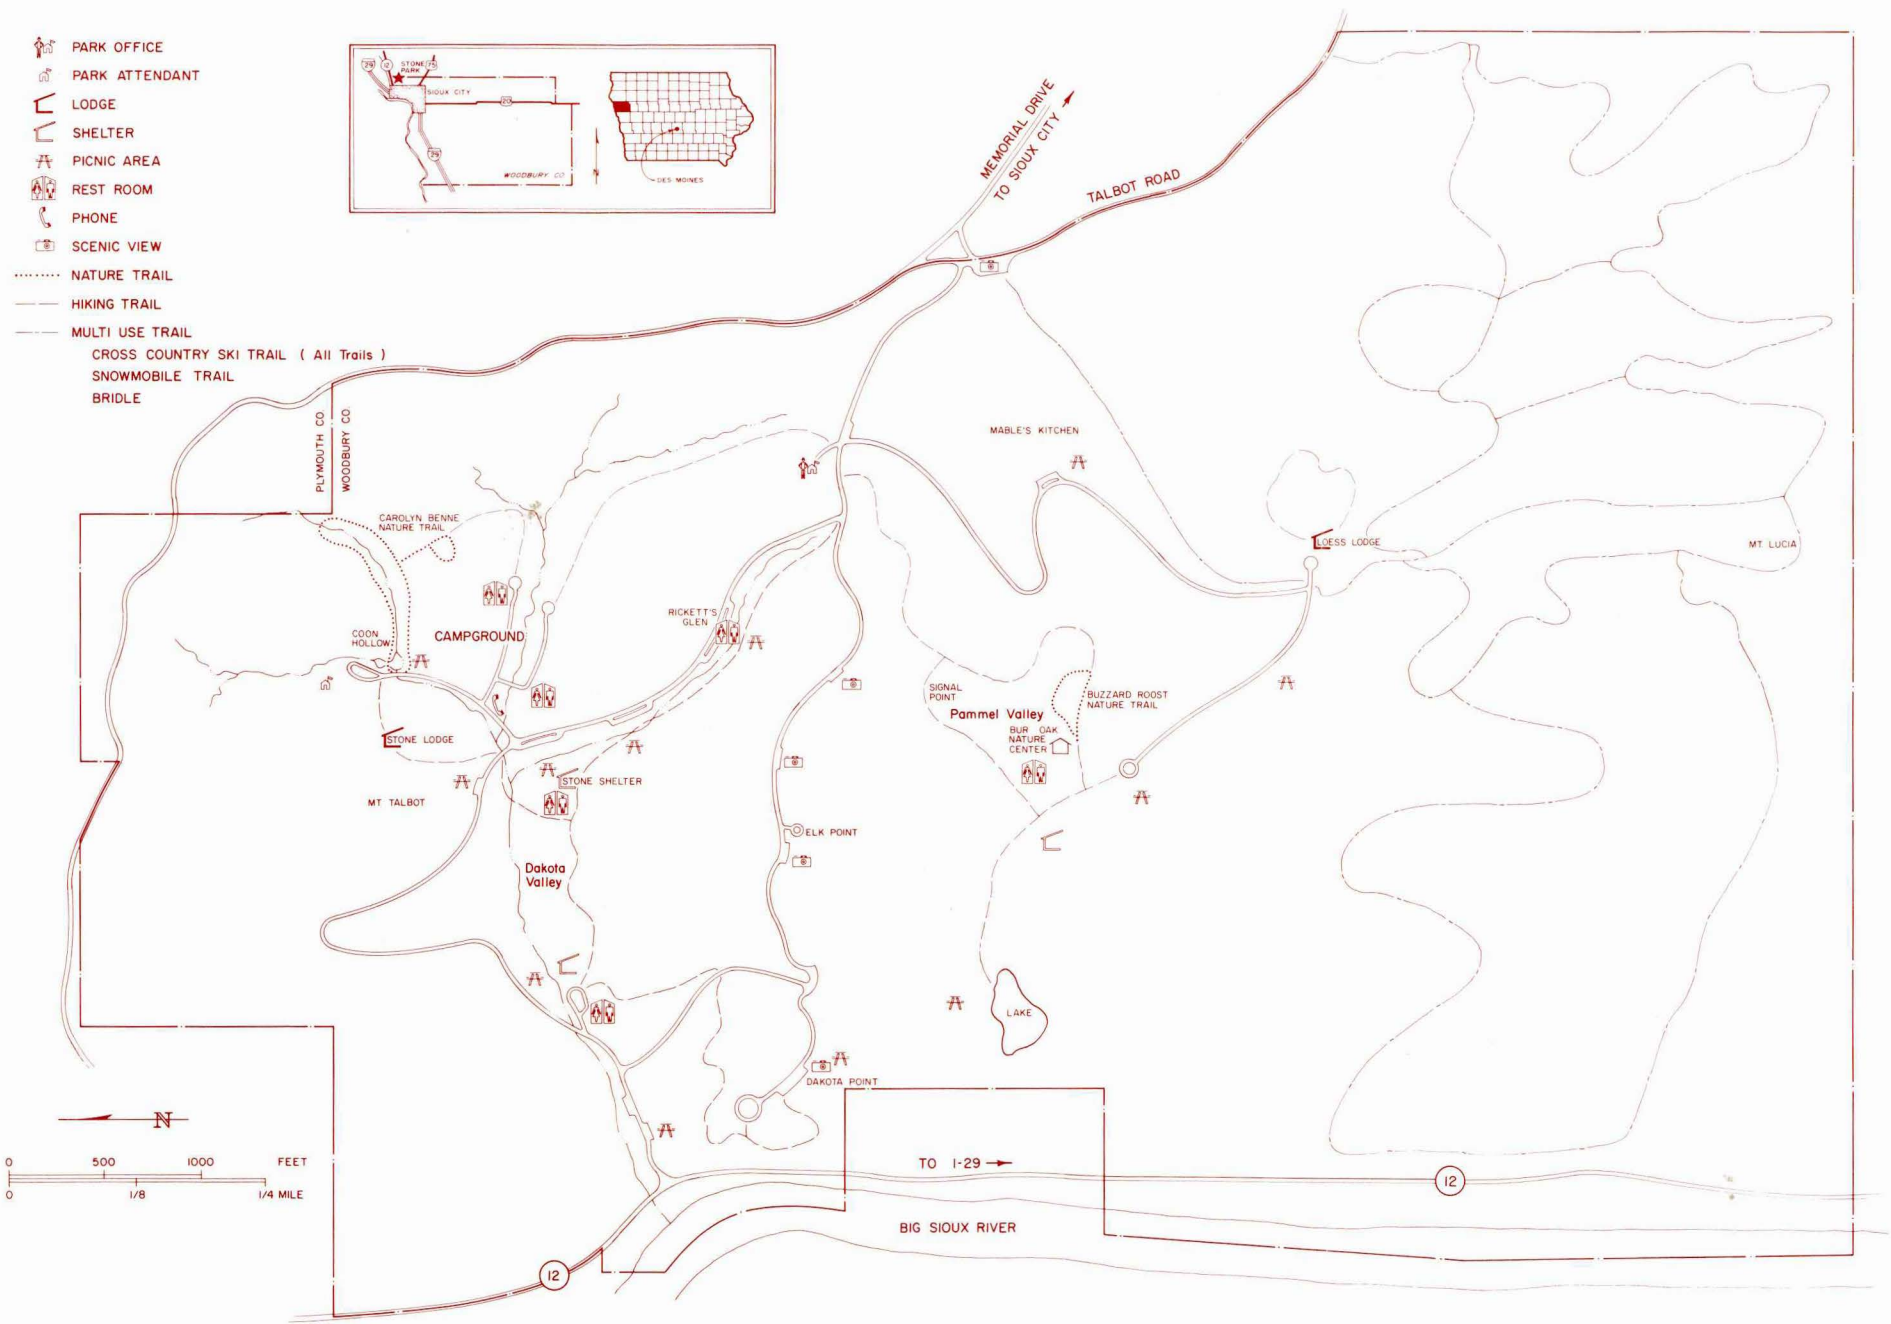 PARK OFFICE
PARK ATTENDANT
LODGE
SHELTER
PICNIC AREA
REST ROOM
PHONE
SCENIC VIEW
NATURE TRAIL
HIKING TRAIL
MULTI USE TRAIL
CROSS COUNTRY SKI TRAIL ( All Trails )
SNOWMOBILE TRAIL
BRIDLE
29
12
STONE
PARK
75
SIOUX CITY
20
29
WOODBURY CO
N
DES MOINES
MEMORIAL DRIVE
TO SIOUX CITY
TALBOT ROAD
PLYMOUTH CO
WOODBURY CO
MABLE'S KITCHEN
CAROLYN BENNE
NATURE TRAIL
LOESS LODGE
MT. LUCIA
RICKETT'S
GLEN
COON
HOLLOW
CAMPGROUND
SIGNAL
POINT
BUZZARD ROOST
NATURE TRAIL
Pammel Valley
BUR OAK
NATURE
CENTER
STONE LODGE
STONE SHELTER
MT TALBOT
ELK POINT
Dakota
Valley
LAKE
DAKOTA POINT
N
0 500 1000 FEET
0 1/8 1/4 MILE
TO I-29
12
BIG SIOUX RIVER
12